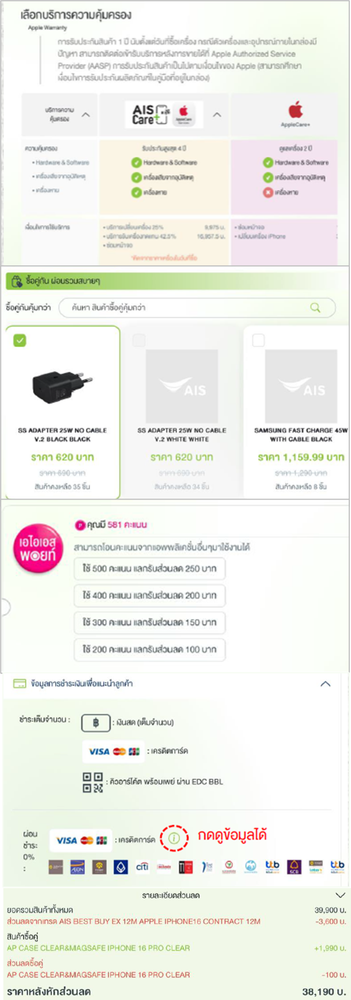 เลือกบริการความคุ้มครอง
Apple Warranty
การรับประกันสินค้า 1 ปี นับตั้งแต่วันที่ซื้อเครื่อง กรณีตัวเครื่องและอุปกรณ์ภายในกล่องมี
ปัญหา สามารถติดต่อเข้ารับบริการหลังการขายได้ที่ Apple Authorized Service
Provider (AASP) การรับประกันสินค้าเป็นไปตามเงื่อนไขของ Apple (สามารถศึกษา
เงื่อนไขการรับประกันผลิตภัณฑ์ในคู่มือที่อยู่ในกล่อง)
บริการความ
คุ้มครอง
AIS
Care+
AppleCare+
ความคุ้มครอง
รับประกันสูงสุด 4 ปี
ดูแลเครื่อง 2 ปี
• Hardware & Software
Hardware & Software
Hardware & Software
• เครื่องเสียจากอุบัติเหตุ
เครื่องเสียจากอุบัติเหตุ
เครื่องเสียจากอุบัติเหตุ
• เครื่องหาย
เครื่องหาย
เครื่องหาย
เงื่อนไขการใช้บริการ
• บริการเปลี่ยนเครื่อง 25% 9,975 บ.
• บริการรับเครื่องทดแทน 42.5% 16,957.5 บ.
• ซ่อมหน้าจอ
*คิดจากราคาเครื่องในวันที่ซื้อ
• ซ่อมหน้าจอ
• เปลี่ยนเครื่อง iPhone
ซื้อคู่กัน ผ่อนรวมสบายๆ
ซื้อคู่กันคุ้มกว่า
ค้นหา สินค้าซื้อคู่คุ้มกว่า
SS ADAPTER 25W NO CABLE
V.2 BLACK BLACK
ราคา 620 บาท
ราคา 690 บาท
สินค้าคงเหลือ 35 ชิ้น
AIS
SS ADAPTER 25W NO CABLE
V.2 WHITE WHITE
ราคา 620 บาท
ราคา 690 บาท
สินค้าคงเหลือ 34 ชิ้น
AIS
SAMSUNG FAST CHARGE 45W
WITH CABLE BLACK
ราคา 1,159.99 บาท
ราคา 1,290 บาท
สินค้าคงเหลือ 8 ชิ้น
เอไอเอส
พอยท์
P คุณมี 581 คะแนน
สามารถโอนคะแนนจากแอพพลิเคชั่นอื่นๆมาใช้งานได้
ใช้ 500 คะแนน แลกรับส่วนลด 250 บาท
ใช้ 400 คะแนน แลกรับส่วนลด 200 บาท
ใช้ 300 คะแนน แลกรับส่วนลด 150 บาท
ใช้ 200 คะแนน แลกรับส่วนลด 100 บาท
ข้อมูลการชำระเงินเพื่อแนะนำลูกค้า
ชำระเต็มจำนวน :
฿ : เงินสด (เต็มจำนวน)
VISA JCB : เครดิตการ์ด
: คิวอาร์โค้ด พร้อมเพย์ ผ่าน EDC BBL
ผ่อน
ชำระ
0%
:
VISA JCB : เครดิตการ์ด
i
กดดูข้อมูลได้
AEON
citi
ttb
SCB
ttb
รายละเอียดส่วนลด
ยอดรวมสินค้าทั้งหมด 39,900 บ.
ส่วนลดจากเทรด AIS BEST BUY EX 12M APPLE IPHONE16 CONTRACT 12M -3,600 บ.
สินค้าซื้อคู่
AP CASE CLEAR&MAGSAFE IPHONE 16 PRO CLEAR +1,990 บ.
ส่วนลดซื้อคู่
AP CASE CLEAR&MAGSAFE IPHONE 16 PRO CLEAR -100 บ.
ราคาหลังหักส่วนลด 38,190 บ.